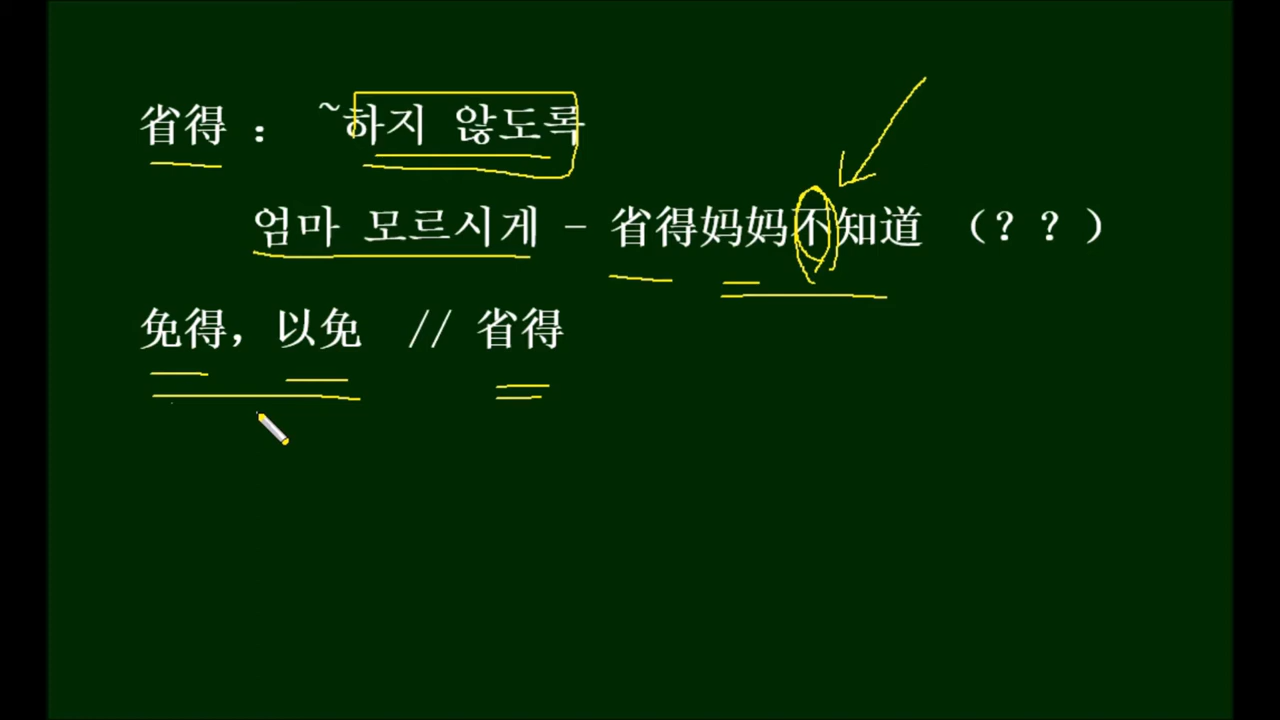 省得 : ~하지 않도록
엄마 모르시게 - 省得妈妈不知道 （？？）
免得，以免 // 省得